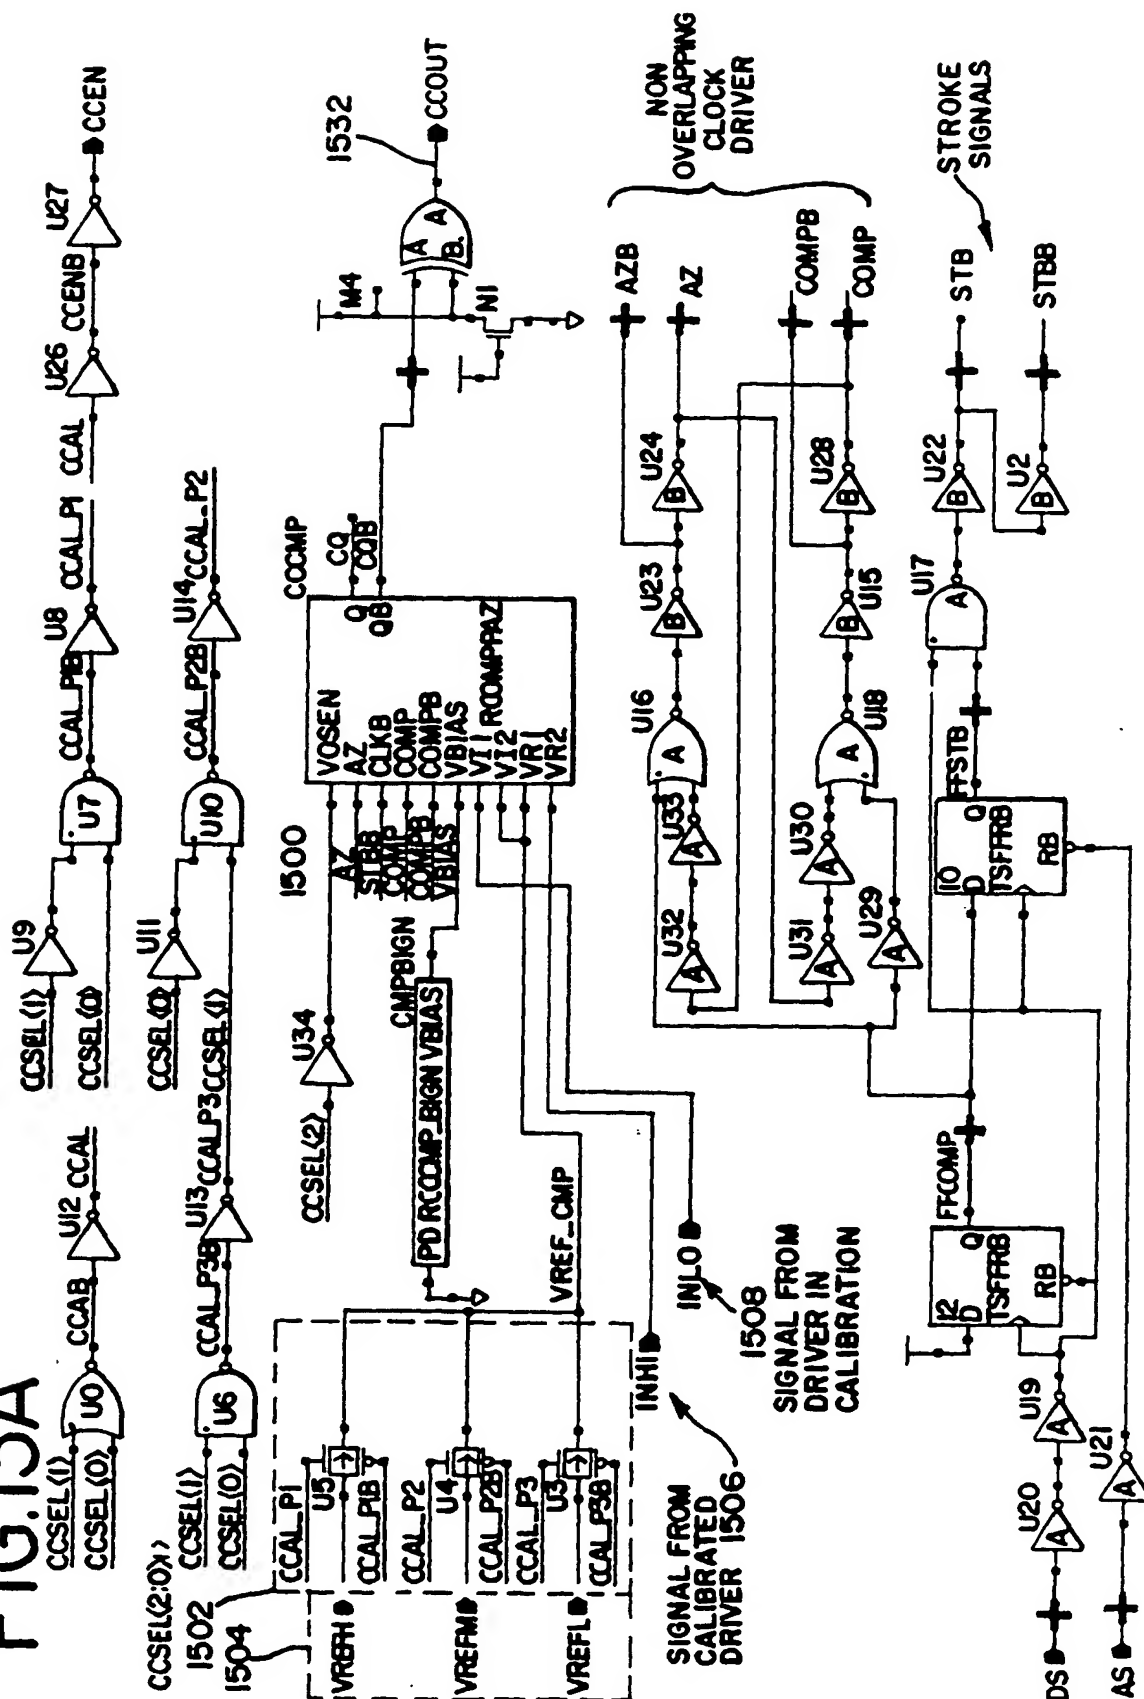 FIG.15A
CCSEL(1)
CCSEL(0)
U0
CCAB
U12
CCAL
CCSEL(1)
U9
CCSEL(0)
U7
CCAL_P1B
U8
CCAL_P1
CCAL
U26
CCENB
U27
CCEN
CCSEL(1)
CCSEL(0)
U6
CCAL_P3B
U13
CCAL_P3
CCSEL(1)
CCSEL(0)
U11
U10
CCAL_P2B
U14
CCAL_P2
CCSEL(2:0)
1502
1504
CCSEL(2)
U34
1500
CCCMP
VOSEN
AZ
CLKB
COMP
COMPB
VBIAS
VI1
VI2
VR1
VR2
RCOMPPAZ
Q
QB
CQ
CQB
AZ
STBB
COMP
COMPB
VBIAS
CMPBIGN
PD RCCOMP_BIGN VBIAS
M4
N1
A
B
A
1532
CCOUT
CCAL_P1
U5
CCAL_P1B
CCAL_P2
U4
CCAL_P2B
CCAL_P3
U3
CCAL_P3B
VREFH
VREFM
VREFL
VREF_CMP
INHI
INLO
SIGNAL FROM
CALIBRATED
DRIVER 1506
1508
SIGNAL FROM
DRIVER IN
CALIBRATION
U32
A
U33
A
U16
A
U23
B
U24
B
AZB
AZ
U31
A
U30
A
U29
A
U18
A
U15
B
U28
B
COMPB
COMP
NON
OVERLAPPING
CLOCK
DRIVER
DS
U20
A
U19
A
AS
U21
A
12
D
Q
TSFFRB
RB
FFCOMP
10
D
Q
TSFFRB
RB
FFSTB
U17
A
U22
B
U2
B
STB
STBB
STROKE
SIGNALS